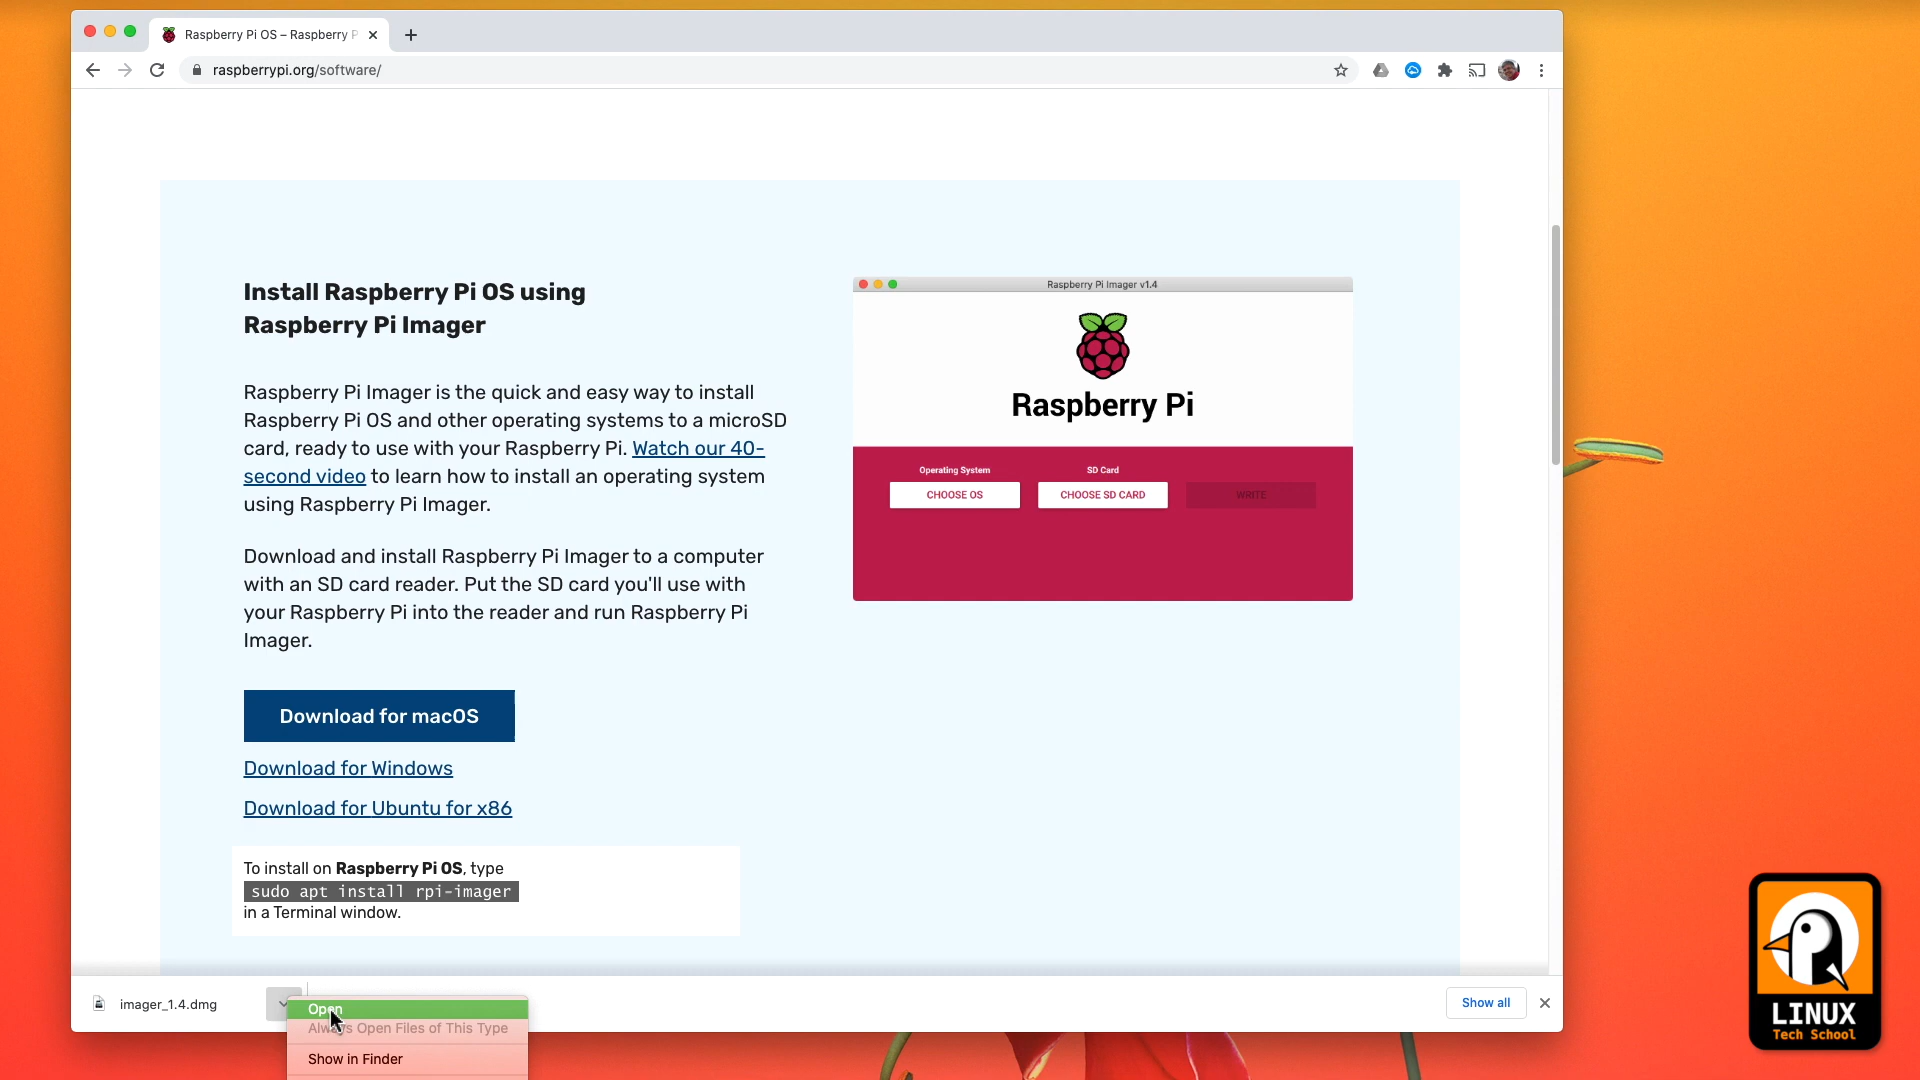 Raspberry Pi OS – Raspberry P
raspberrypi.org/software/
Install Raspberry Pi OS using
Raspberry Pi Imager
Raspberry Pi Imager is the quick and easy way to install
Raspberry Pi OS and other operating systems to a microSD
card, ready to use with your Raspberry Pi. Watch our 40-
second video to learn how to install an operating system
using Raspberry Pi Imager.
Download and install Raspberry Pi Imager to a computer
with an SD card reader. Put the SD card you'll use with
your Raspberry Pi into the reader and run Raspberry Pi
Imager.
Download for macOS
Download for Windows
Download for Ubuntu for x86
To install on Raspberry Pi OS, type
sudo apt install rpi-imager
in a Terminal window.
Raspberry Pi Imager v1.4
Raspberry Pi
Operating System SD Card
CHOOSE OS CHOOSE SD CARD WRITE
imager_1.4.dmg
Open
Always Open Files of This Type
Show in Finder
Show all
LINUX
Tech School